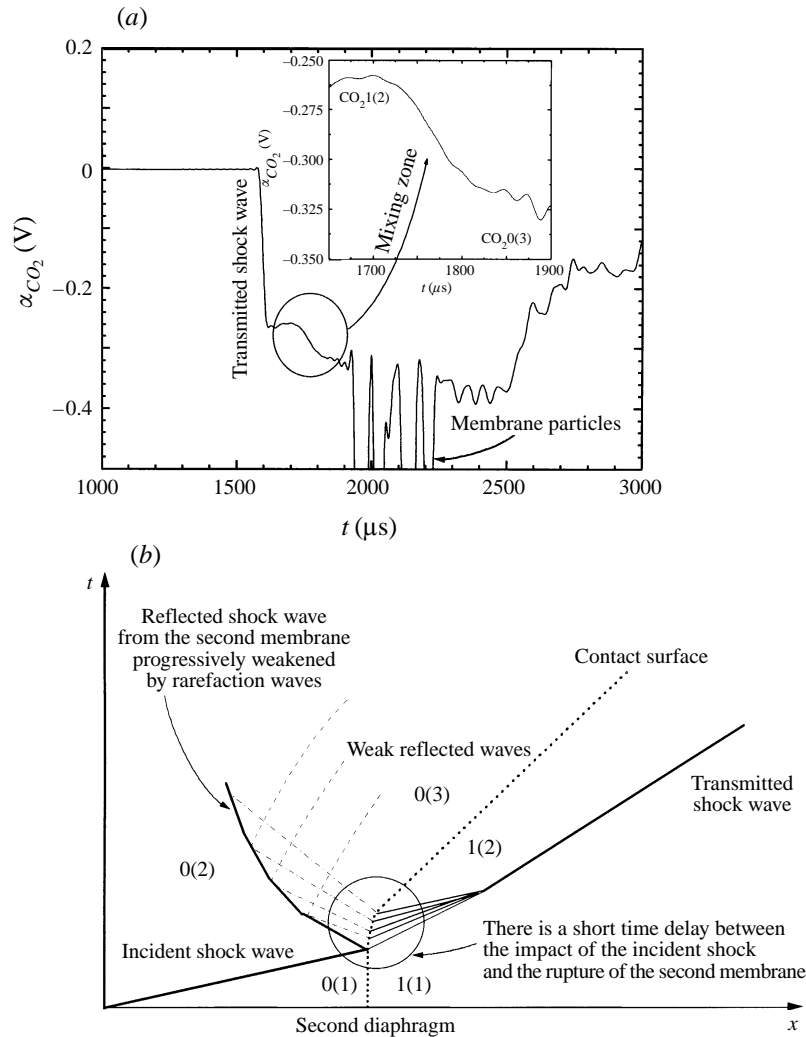 (a)
0.2
0
−0.2
−0.4
α_{CO_2} (V)
Transmitted shock wave
−0.250
−0.275
−0.300
−0.325
−0.350
α_{CO_2} (V)
CO_2 1(2)
Mixing zone
CO_2 0(3)
1700
1800
1900
t (μs)
Membrane particles
1000
1500
2000
2500
3000
t (μs)
(b)
t
Reflected shock wave
from the second membrane
progressively weakened
by rarefaction waves
Contact surface
Weak reflected waves
Transmitted
shock wave
0(3)
0(2)
1(2)
There is a short time delay between
the impact of the incident shock
and the rupture of the second membrane
Incident shock wave
0(1)
1(1)
Second diaphragm
x